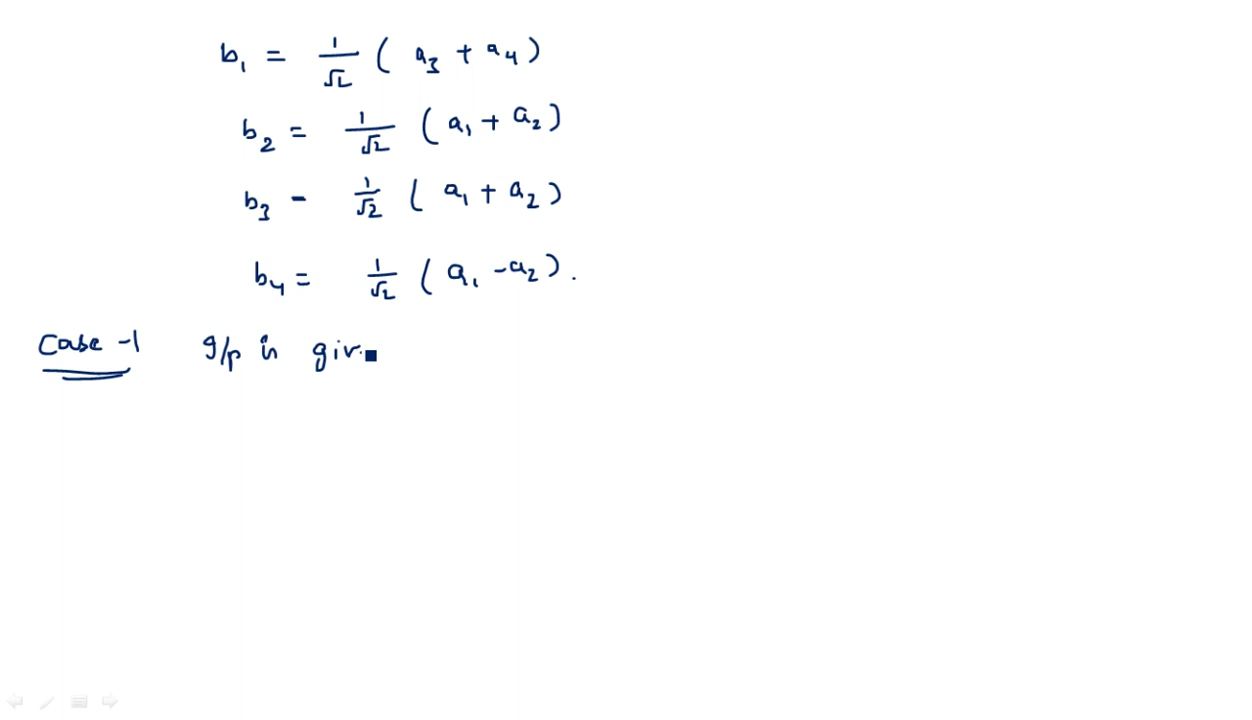 b₁ = 1/√2 ( a₃ + a₄ )
b₂ = 1/√2 ( a₁ + a₂ )
b₃ - 1/√2 ( a₁ + a₂ )
b₄ = 1/√2 ( a₁ - a₂ ) .
Case -1 I/p is giv